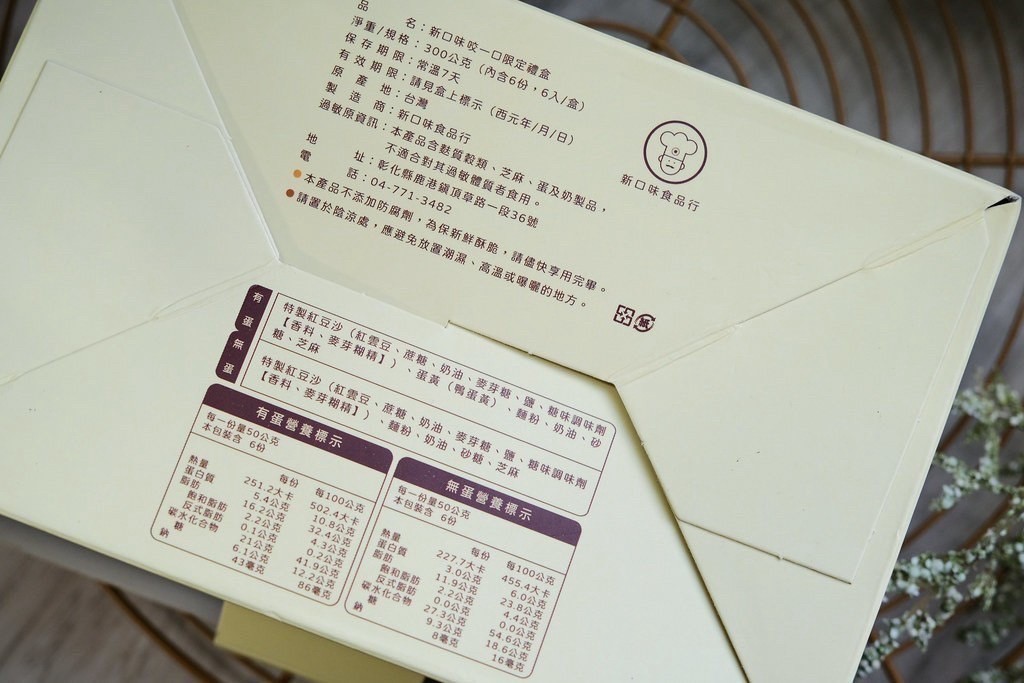 品　　名：新口味咬一口限定禮盒
淨重/規格：300公克（內含6份，6入/盒）
保存期限：常溫7天
有效期限：請見盒上標示（西元年/月/日）
原 產 地：台灣
製 造 商：新口味食品行
過敏原資訊：本產品含麩質穀類、芝麻、蛋及奶製品，
不適合對其過敏體質者食用。
地　　址：彰化縣鹿港鎮頂草路一段36號
電　　話：04-771-3482
●本產品不添加防腐劑，為保新鮮酥脆，請儘快享用完畢。
●請置於陰涼處，應避免放置潮濕、高溫或曝曬的地方。
新口味食品行
紙
有蛋
特製紅豆沙（紅雲豆、蔗糖、奶油、麥芽糖、鹽、糖味調味劑
【香料、麥芽糊精】）、蛋黃（鴨蛋黃）、麵粉、奶油、砂
糖、芝麻
無蛋
特製紅豆沙（紅雲豆、蔗糖、奶油、麥芽糖、鹽、糖味調味劑
【香料、麥芽糊精】）、麵粉、奶油、砂糖、芝麻
有蛋營養標示
每一份量50公克
本包裝含 6份
每份 每100公克
熱量 251.2大卡 502.4大卡
蛋白質 5.4公克 10.8公克
脂肪 16.2公克 32.4公克
飽和脂肪 2.2公克 4.3公克
反式脂肪 0.1公克 0.2公克
碳水化合物 21公克 41.9公克
糖 6.1公克 12.2公克
鈉 43毫克 86毫克
無蛋營養標示
每一份量50公克
本包裝含 6份
每份 每100公克
熱量 227.7大卡 455.4大卡
蛋白質 3.0公克 6.0公克
脂肪 11.9公克 23.8公克
飽和脂肪 2.2公克 4.4公克
反式脂肪 0.0公克 0.0公克
碳水化合物 27.3公克 54.6公克
糖 9.3公克 18.6公克
鈉 8毫克 16毫克